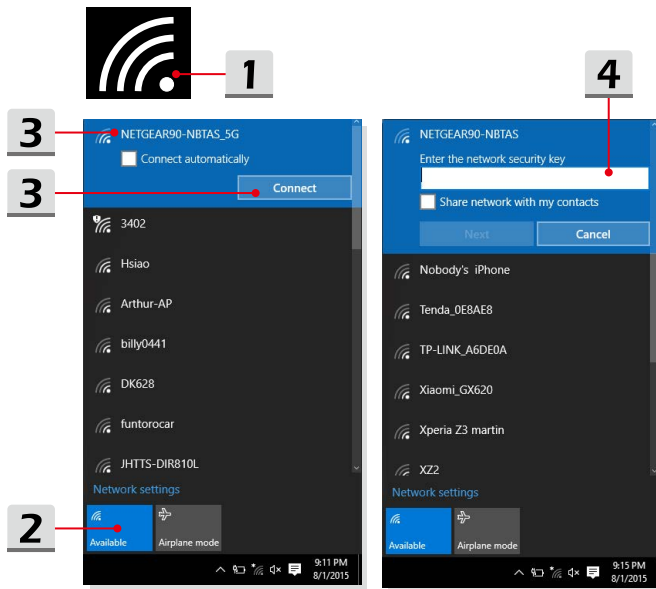 1
3
NETGEAR90-NBTAS_5G
Connect automatically
3
Connect
3402
Hsiao
Arthur-AP
billy0441
DK628
funtorocar
JHTTS-DIR810L
Network settings
2
Available
Airplane mode
9:11 PM
8/1/2015
4
NETGEAR90-NBTAS
Enter the network security key
Share network with my contacts
Next
Cancel
Nobody's iPhone
Tenda_0E8AE8
TP-LINK_A6DE0A
Xiaomi_GX620
Xperia Z3 martin
XZ2
Network settings
Available
Airplane mode
9:15 PM
8/1/2015